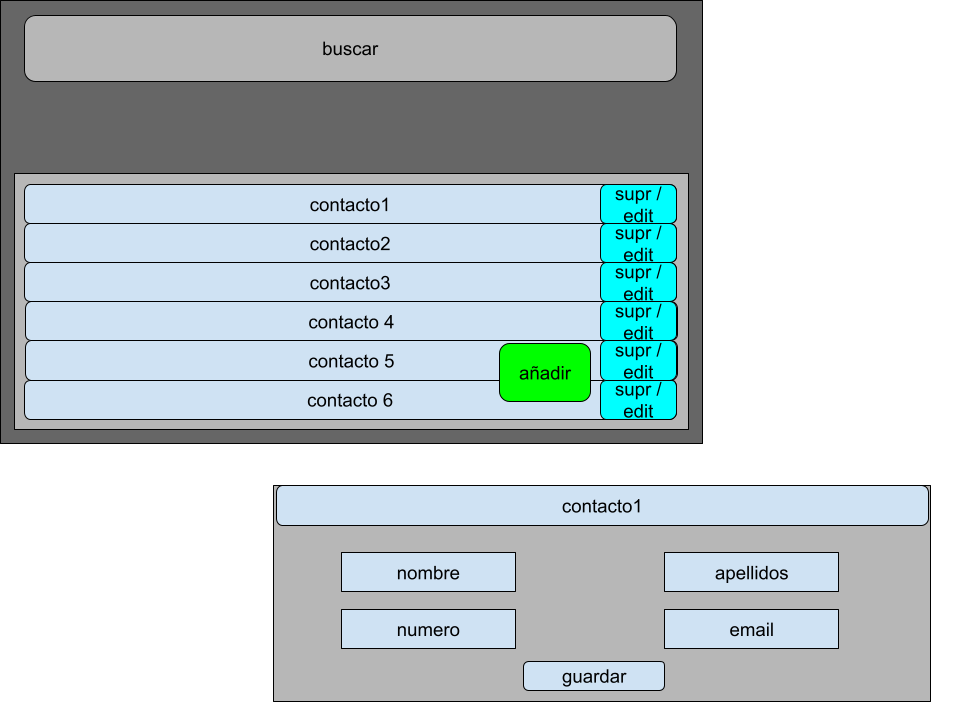 buscar
contacto1
supr /
edit
contacto2
supr /
edit
contacto3
supr /
edit
contacto 4
supr /
edit
contacto 5
supr /
edit
añadir
contacto 6
supr /
edit
contacto1
nombre
apellidos
numero
email
guardar